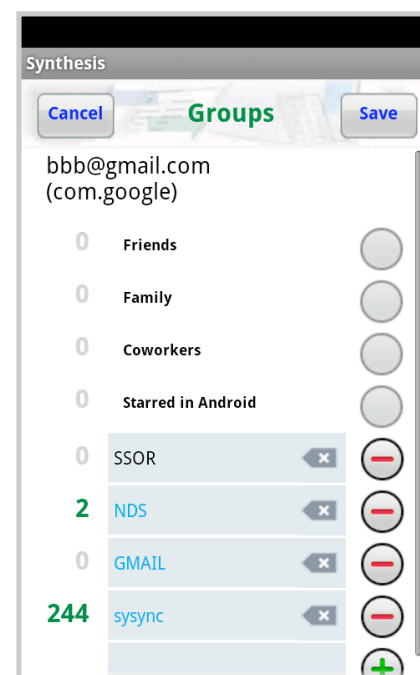 Synthesis
Cancel Groups Save
bbb@gmail.com
(com.google)
0 Friends
0 Family
0 Coworkers
0 Starred in Android
0 SSOR
2 NDS
0 GMAIL
244 sysync